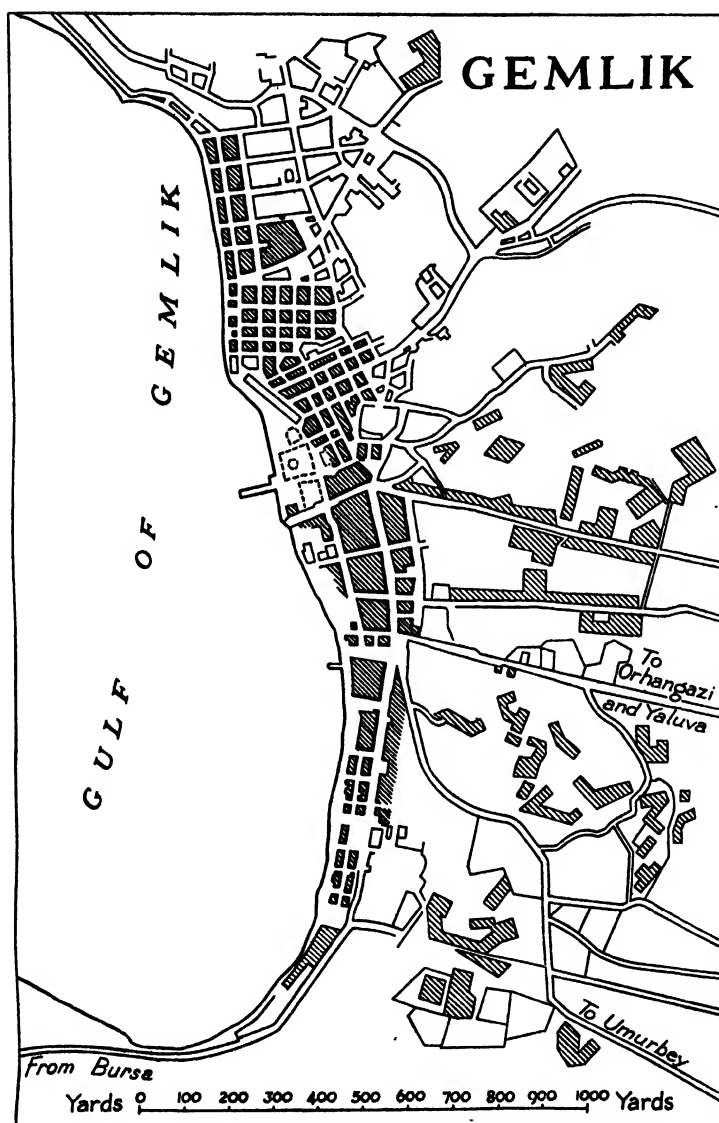 GEMLIK
GULF OF GEMLIK
To
Orhangazi
and Yaluva
To Umurbey
From Bursa
Yards 0 100 200 300 400 500 600 700 800 900 1000 Yards